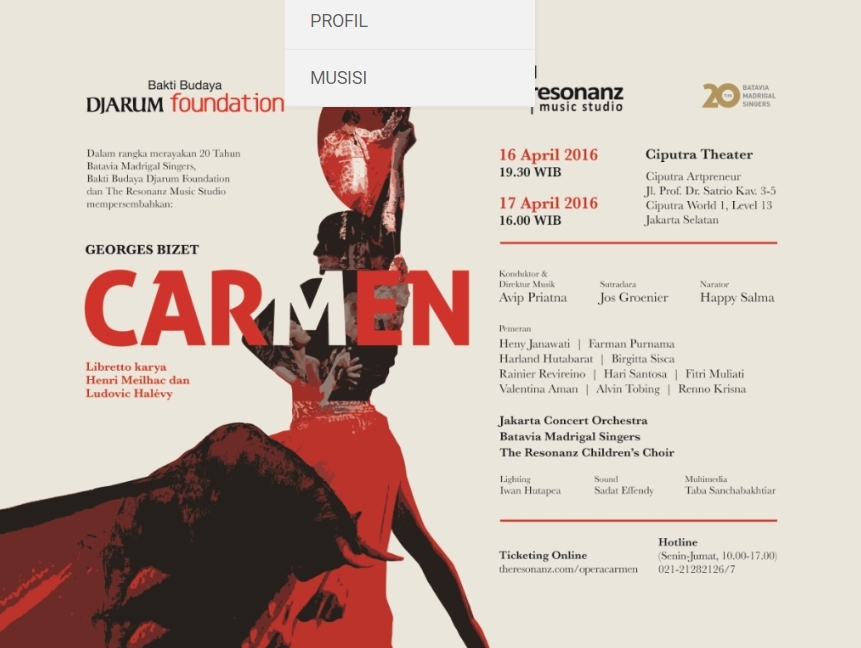 PROFIL
MUSISI
Bakti Budaya
DJARUM foundation
resonanz
music studio
20
BATAVIA
MADRIGAL
SINGERS
Dalam rangka merayakan 20 Tahun
Batavia Madrigal Singers,
Bakti Budaya Djarum Foundation
dan The Resonanz Music Studio
mempersembahkan:
GEORGES BIZET
CARMEN
Libretto karya
Henri Meilhac dan
Ludovic Halévy
16 April 2016
19.30 WIB
17 April 2016
16.00 WIB
Ciputra Theater
Ciputra Artpreneur
Jl. Prof. Dr. Satrio Kav. 3-5
Ciputra World 1, Level 13
Jakarta Selatan
Konduktor &
Direktur Musik
Avip Priatna
Sutradara
Jos Groenier
Narator
Happy Salma
Pemeran
Heny Janawati | Farman Purnama
Harland Hutabarat | Birgitta Sisca
Rainier Revireino | Hari Santosa | Fitri Muliati
Valentina Aman | Alvin Tobing | Renno Krisna
Jakarta Concert Orchestra
Batavia Madrigal Singers
The Resonanz Children's Choir
Lighting
Iwan Hutapea
Sound
Sadat Effendy
Multimedia
Taba Sanchabakhtiar
Ticketing Online
theresonanz.com/operacarmen
Hotline
(Senin-Jumat, 10.00-17.00)
021-21282126/7